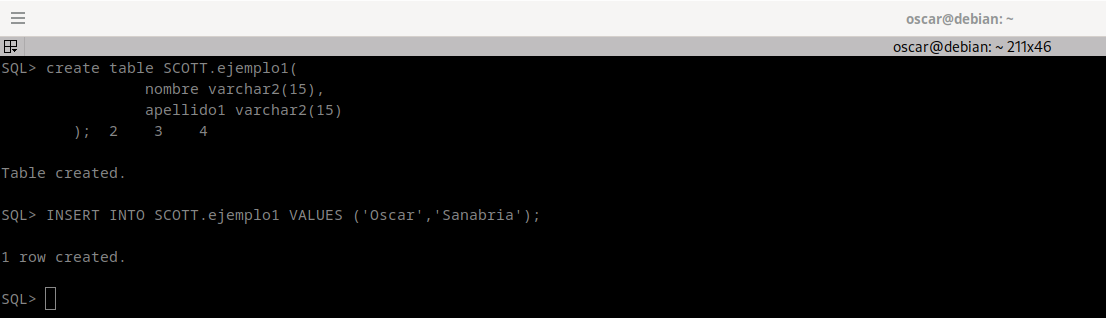 oscar@debian: ~
oscar@debian: ~ 211x46
SQL> create table SCOTT.ejemplo1(
nombre varchar2(15),
apellido1 varchar2(15)
);  2    3    4
Table created.
SQL> INSERT INTO SCOTT.ejemplo1 VALUES ('Oscar','Sanabria');
1 row created.
SQL>